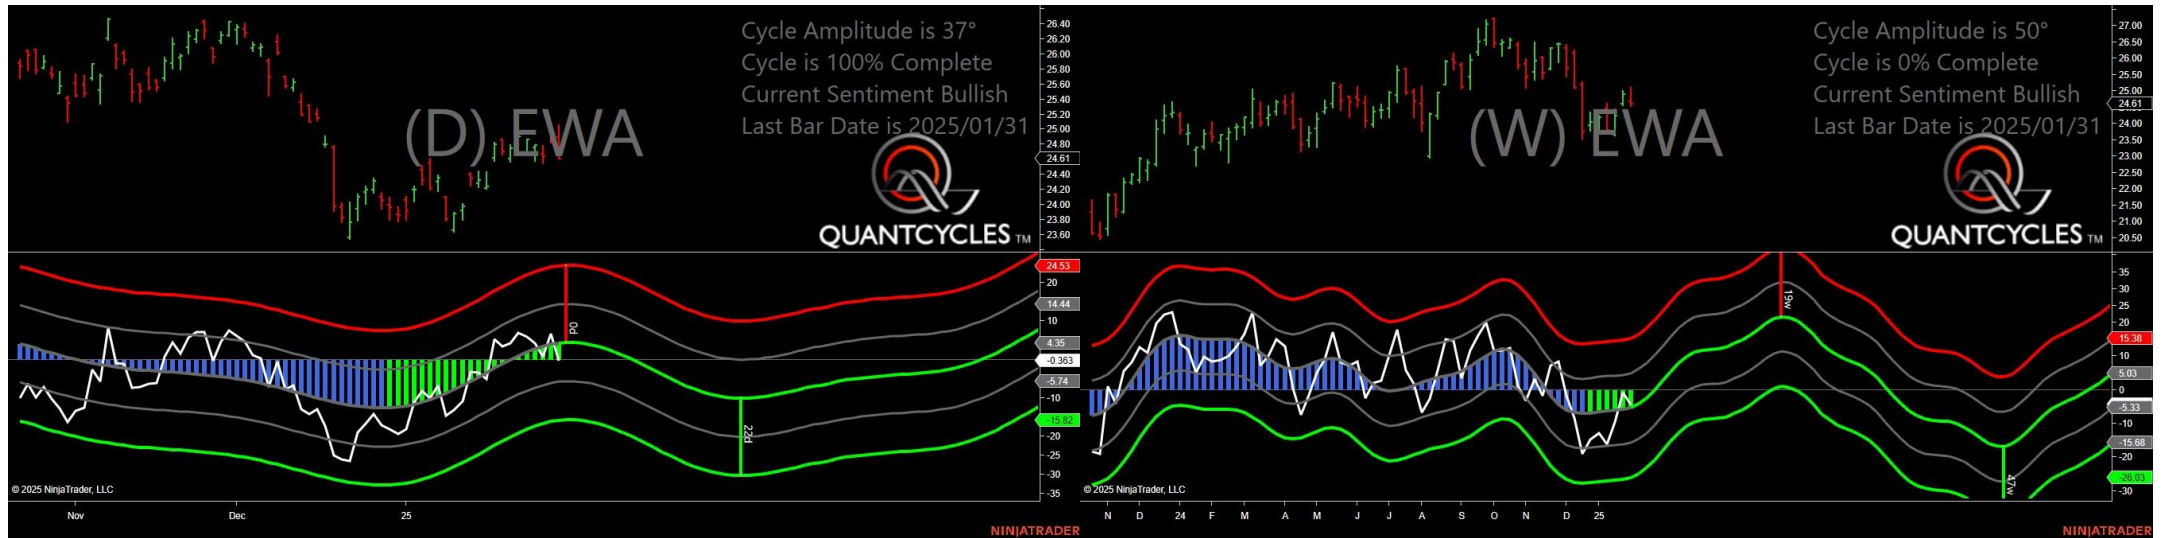 Cycle Amplitude is 37°
Cycle is 100% Complete
Current Sentiment Bullish
Last Bar Date is 2025/01/31
(D) EWA
QUANTCYCLES TM
26.40
26.20
26.00
25.80
25.60
25.40
25.20
25.00
24.80
24.61
24.40
24.20
24.00
23.80
23.60
24.53
20
14.44
10
4.35
-0.363
-5.74
-10
-15.82
-20
-25
-30
-35
0d
22d
© 2025 NinjaTrader, LLC
Nov
Dec
25
NINJATRADER
Cycle Amplitude is 50°
Cycle is 0% Complete
Current Sentiment Bullish
Last Bar Date is 2025/01/31
(W) EWA
QUANTCYCLES TM
27.00
26.50
26.00
25.50
25.00
24.61
24.00
23.50
23.00
22.50
22.00
21.50
21.00
20.50
35
30
25
20
15.38
10
5.03
0
-5.33
-10
-15.68
-20
-26.03
-30
19w
47w
© 2025 NinjaTrader, LLC
N D 24 F M A M J J A S O N D 25
NINJATRADER